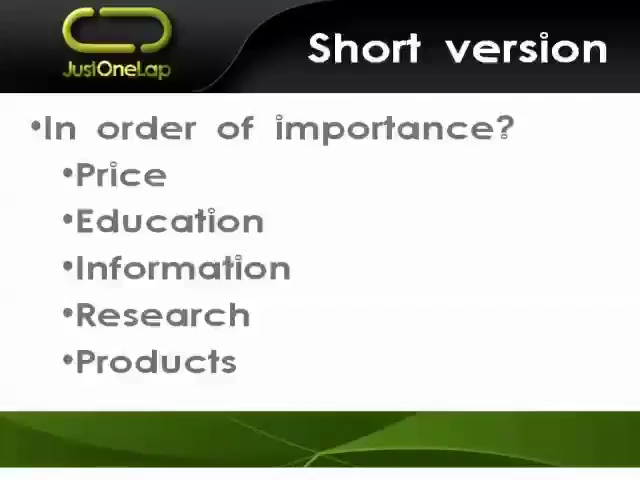 JustOneLap
Short version
•In order of importance?
•Price
•Education
•Information
•Research
•Products